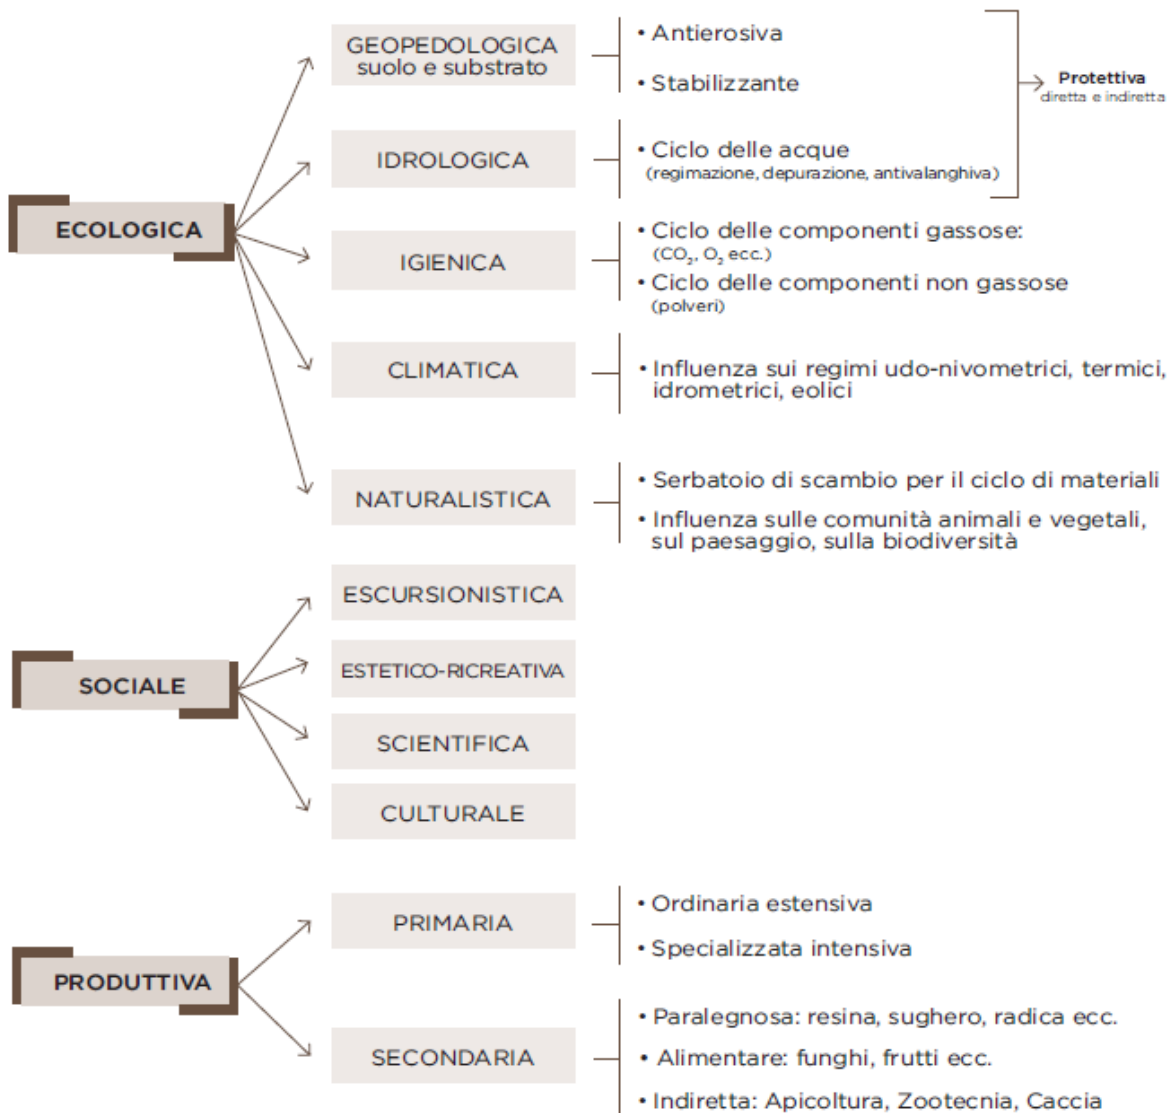 ECOLOGICA
GEOPEDOLOGICA
suolo e substrato
• Antierosiva
• Stabilizzante
Protettiva
diretta e indiretta
IDROLOGICA
• Ciclo delle acque
(regimazione, depurazione, antivalanghiva)
IGIENICA
• Ciclo delle componenti gassose:
(CO₂, O₂ ecc.)
• Ciclo delle componenti non gassose
(polveri)
CLIMATICA
• Influenza sui regimi udo-nivometrici, termici,
idrometrici, eolici
NATURALISTICA
• Serbatoio di scambio per il ciclo di materiali
• Influenza sulle comunità animali e vegetali,
sul paesaggio, sulla biodiversità
SOCIALE
ESCURSIONISTICA
ESTETICO-RICREATIVA
SCIENTIFICA
CULTURALE
PRODUTTIVA
PRIMARIA
• Ordinaria estensiva
• Specializzata intensiva
SECONDARIA
• Paralegnosa: resina, sughero, radica ecc.
• Alimentare: funghi, frutti ecc.
• Indiretta: Apicoltura, Zootecnia, Caccia